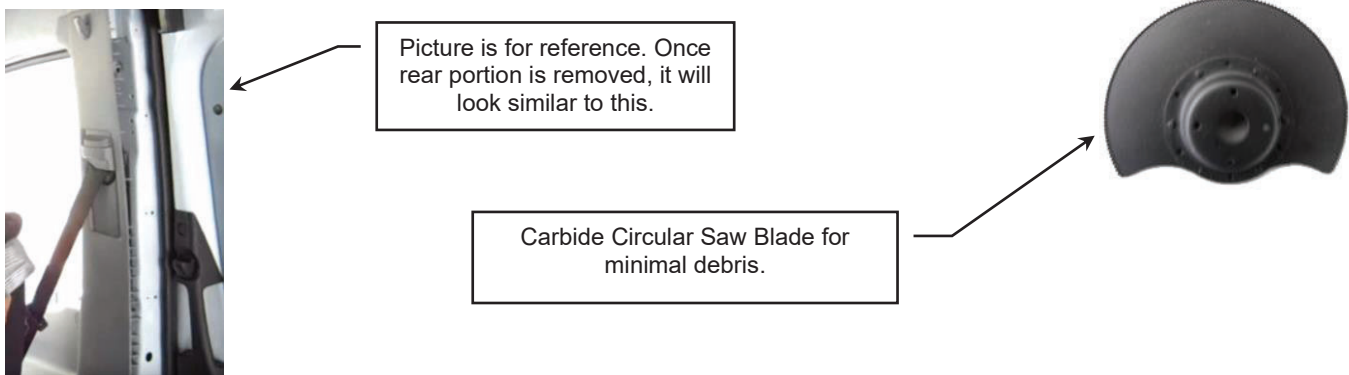 Picture is for reference. Once
rear portion is removed, it will
look similar to this.
Carbide Circular Saw Blade for
minimal debris.